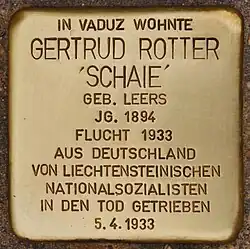 IN VADUZ WOHNTE
GERTRUD ROTTER
´SCHAIE´
GEB. LEERS
JG. 1894
FLUCHT 1933
AUS DEUTSCHLAND
VON LIECHTENSTEINISCHEN
NATIONALSOZIALISTEN
IN DEN TOD GETRIEBEN
5.4.1933